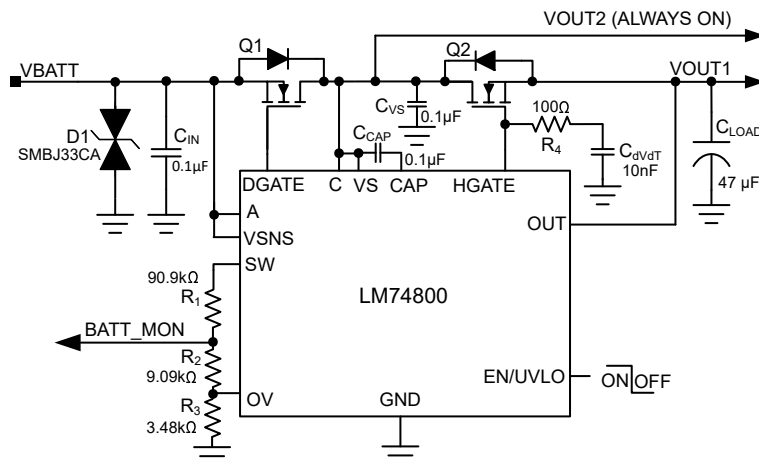 VOUT2 (ALWAYS ON)
Q1
Q2
VBATT
VOUT1
D1
SMBJ33CA
CIN
0.1µF
CVS
0.1µF
CCAP
0.1µF
100Ω
R4
CdVdT
10nF
CLOAD
47 µF
DGATE
C
VS
CAP
HGATE
A
VSNS
SW
OUT
LM74800
90.9kΩ
R1
BATT_MON
R2
9.09kΩ
R3
3.48kΩ
OV
GND
EN/UVLO
ON OFF